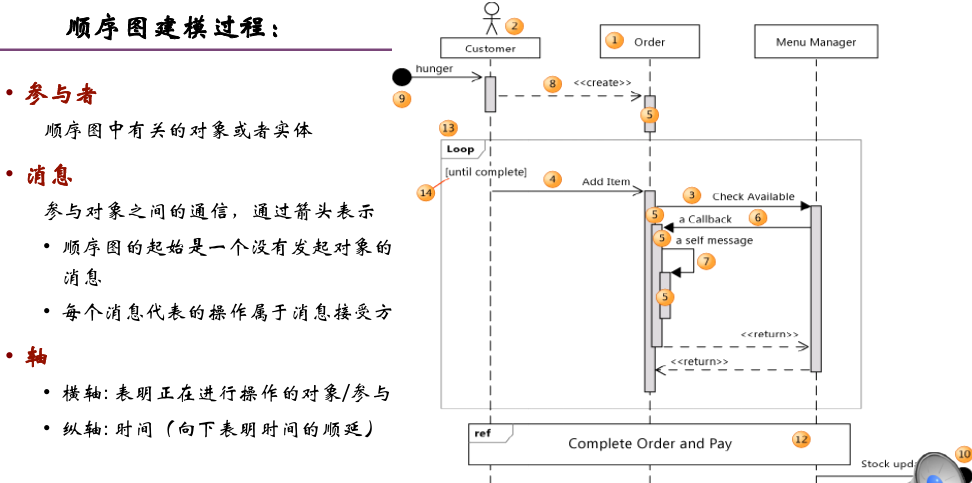 顺序图建模过程：
• 参与者
顺序图中有关的对象或者实体
• 消息
参与对象之间的通信，通过箭头表示
• 顺序图的起始是一个没有发起对象的
消息
• 每个消息代表的操作属于消息接受方
• 轴
• 横轴：表明正在进行操作的对象/参与
• 纵轴：时间（向下表明时间的顺延）
2
Customer
1 Order
Menu Manager
hunger
9
8 <<create>>
5
13
Loop
[until complete]
14
4 Add Item
3 Check Available
5 a Callback 6
5 a self message
7
5
<<return>>
<<return>>
ref
Complete Order and Pay 12
Stock
10